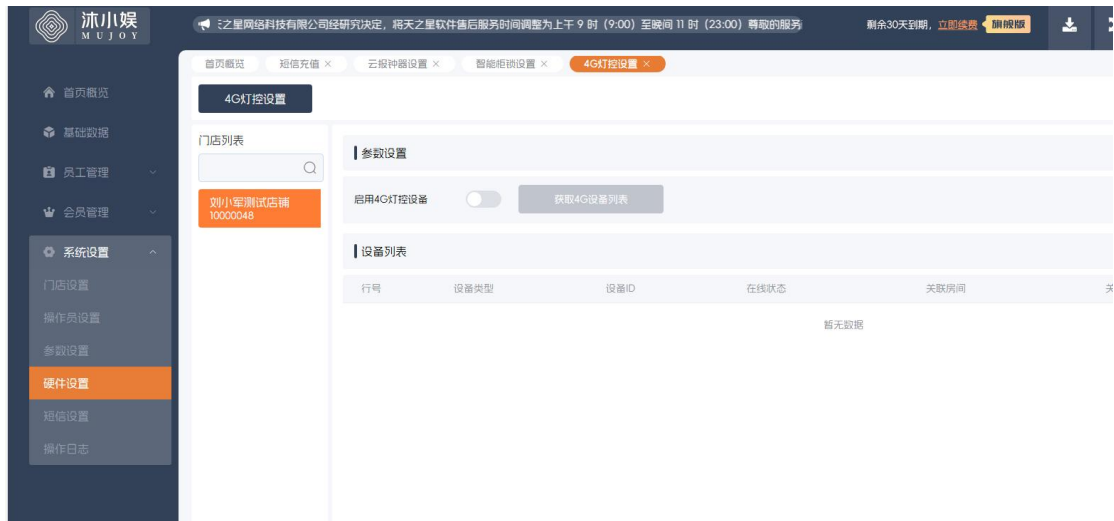 沐小娱
MUJOY
天之星网络科技有限公司经研究决定，将天之星软件售后服务时间调整为上午 9 时（9:00）至晚间 11 时（23:00）尊敬的服务
剩余30天到期，立即续费
旗舰版
首页概览
短信充值 ×
云报钟器设置 ×
智能柜锁设置 ×
4G灯控设置 ×
首页概览
基础数据
员工管理
会员管理
系统设置
门店设置
操作员设置
参数设置
硬件设置
短信设置
操作日志
4G灯控设置
门店列表
刘小军测试店铺
10000048
参数设置
启用4G灯控设备
获取4G设备列表
设备列表
行号 设备类型 设备ID 在线状态 关联房间 关
暂无数据